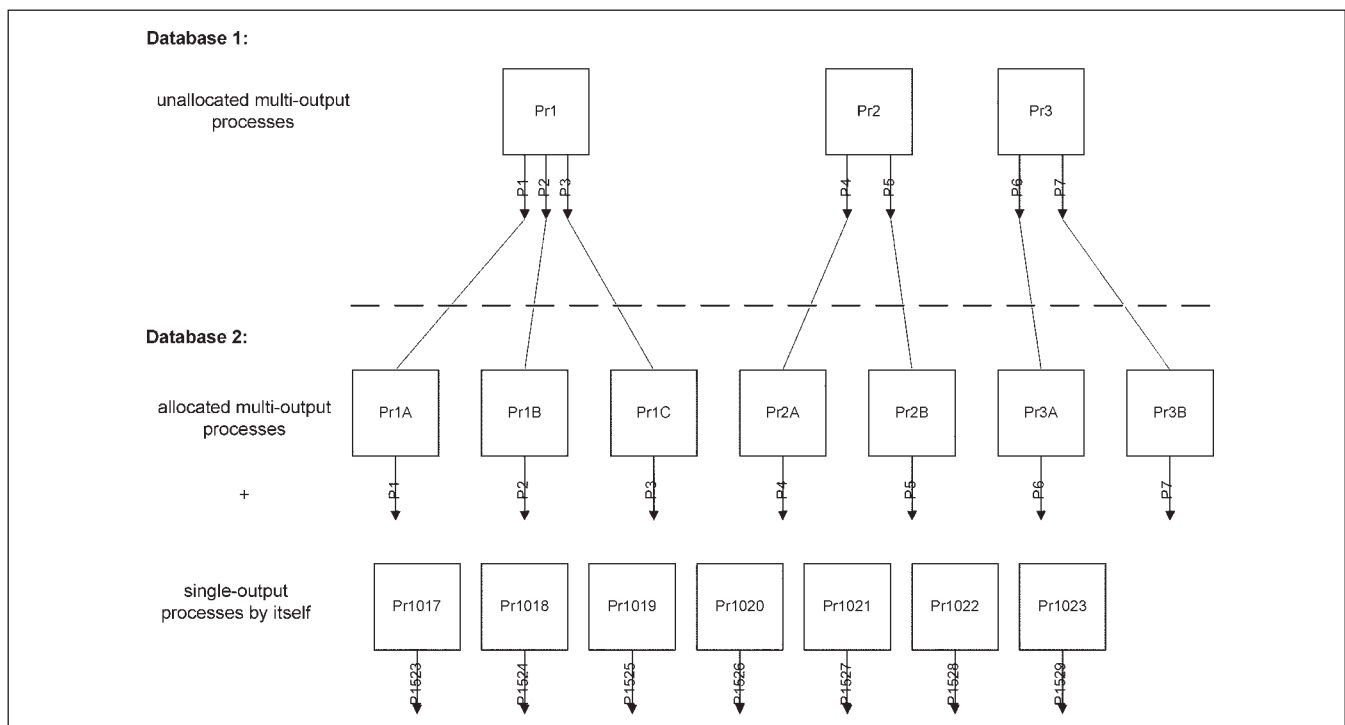 Database 1:
unallocated multi-output
processes
Pr1
Pr2
Pr3
P1
P2
P3
P4
P5
P6
P7
Database 2:
allocated multi-output
processes
Pr1A
Pr1B
Pr1C
Pr2A
Pr2B
Pr3A
Pr3B
P1
P2
P3
P4
P5
P6
P7
+
single-output
processes by itself
Pr1017
Pr1018
Pr1019
Pr1020
Pr1021
Pr1022
Pr1023
P1523
P1524
P1525
P1526
P1527
P1528
P1529